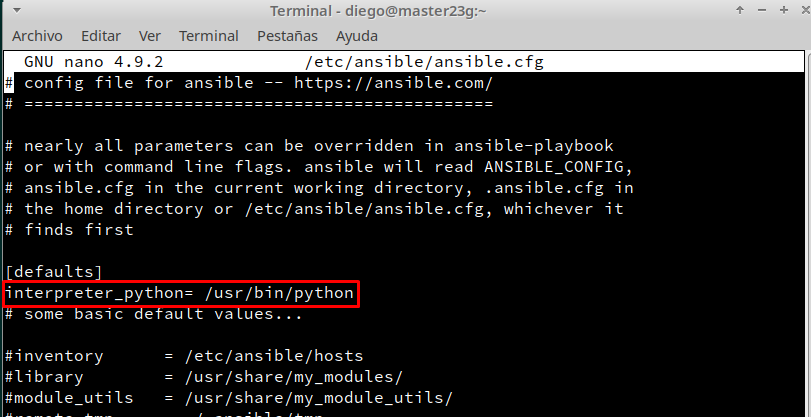 Terminal - diego@master23g:~
Archivo Editar Ver Terminal Pestañas Ayuda
GNU nano 4.9.2 /etc/ansible/ansible.cfg
# config file for ansible -- https://ansible.com/
# ===============================================
# nearly all parameters can be overridden in ansible-playbook
# or with command line flags. ansible will read ANSIBLE_CONFIG,
# ansible.cfg in the current working directory, .ansible.cfg in
# the home directory or /etc/ansible/ansible.cfg, whichever it
# finds first
[defaults]
interpreter_python= /usr/bin/python
# some basic default values...
#inventory = /etc/ansible/hosts
#library = /usr/share/my_modules/
#module_utils = /usr/share/my_module_utils/